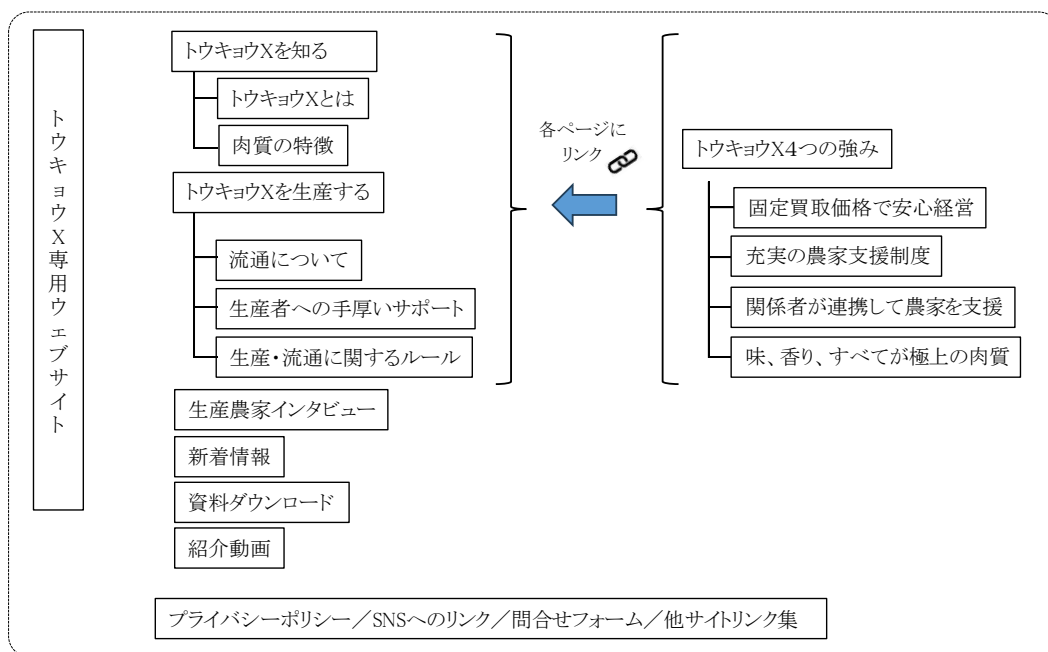 トウキョウX専用ウェブサイト
トウキョウXを知る
トウキョウXとは
肉質の特徴
トウキョウXを生産する
流通について
生産者への手厚いサポート
生産・流通に関するルール
生産農家インタビュー
新着情報
資料ダウンロード
紹介動画
各ページに
リンク
トウキョウX4つの強み
固定買取価格で安心経営
充実の農家支援制度
関係者が連携して農家を支援
味、香り、すべてが極上の肉質
プライバシーポリシー／SNSへのリンク／問合せフォーム／他サイトリンク集